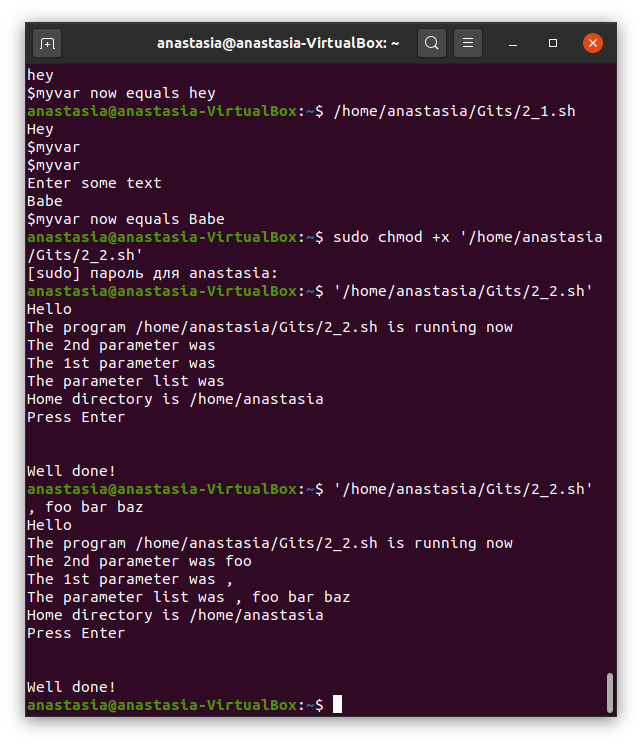 anastasia@anastasia-VirtualBox: ~
hey
$myvar now equals hey
anastasia@anastasia-VirtualBox:~$ /home/anastasia/Gits/2_1.sh
Hey
$myvar
$myvar
Enter some text
Babe
$myvar now equals Babe
anastasia@anastasia-VirtualBox:~$ sudo chmod +x '/home/anastasia
/Gits/2_2.sh'
[sudo] пароль для anastasia:
anastasia@anastasia-VirtualBox:~$ '/home/anastasia/Gits/2_2.sh'
Hello
The program /home/anastasia/Gits/2_2.sh is running now
The 2nd parameter was
The 1st parameter was
The parameter list was
Home directory is /home/anastasia
Press Enter
Well done!
anastasia@anastasia-VirtualBox:~$ '/home/anastasia/Gits/2_2.sh'
, foo bar baz
Hello
The program /home/anastasia/Gits/2_2.sh is running now
The 2nd parameter was foo
The 1st parameter was ,
The parameter list was , foo bar baz
Home directory is /home/anastasia
Press Enter
Well done!
anastasia@anastasia-VirtualBox:~$